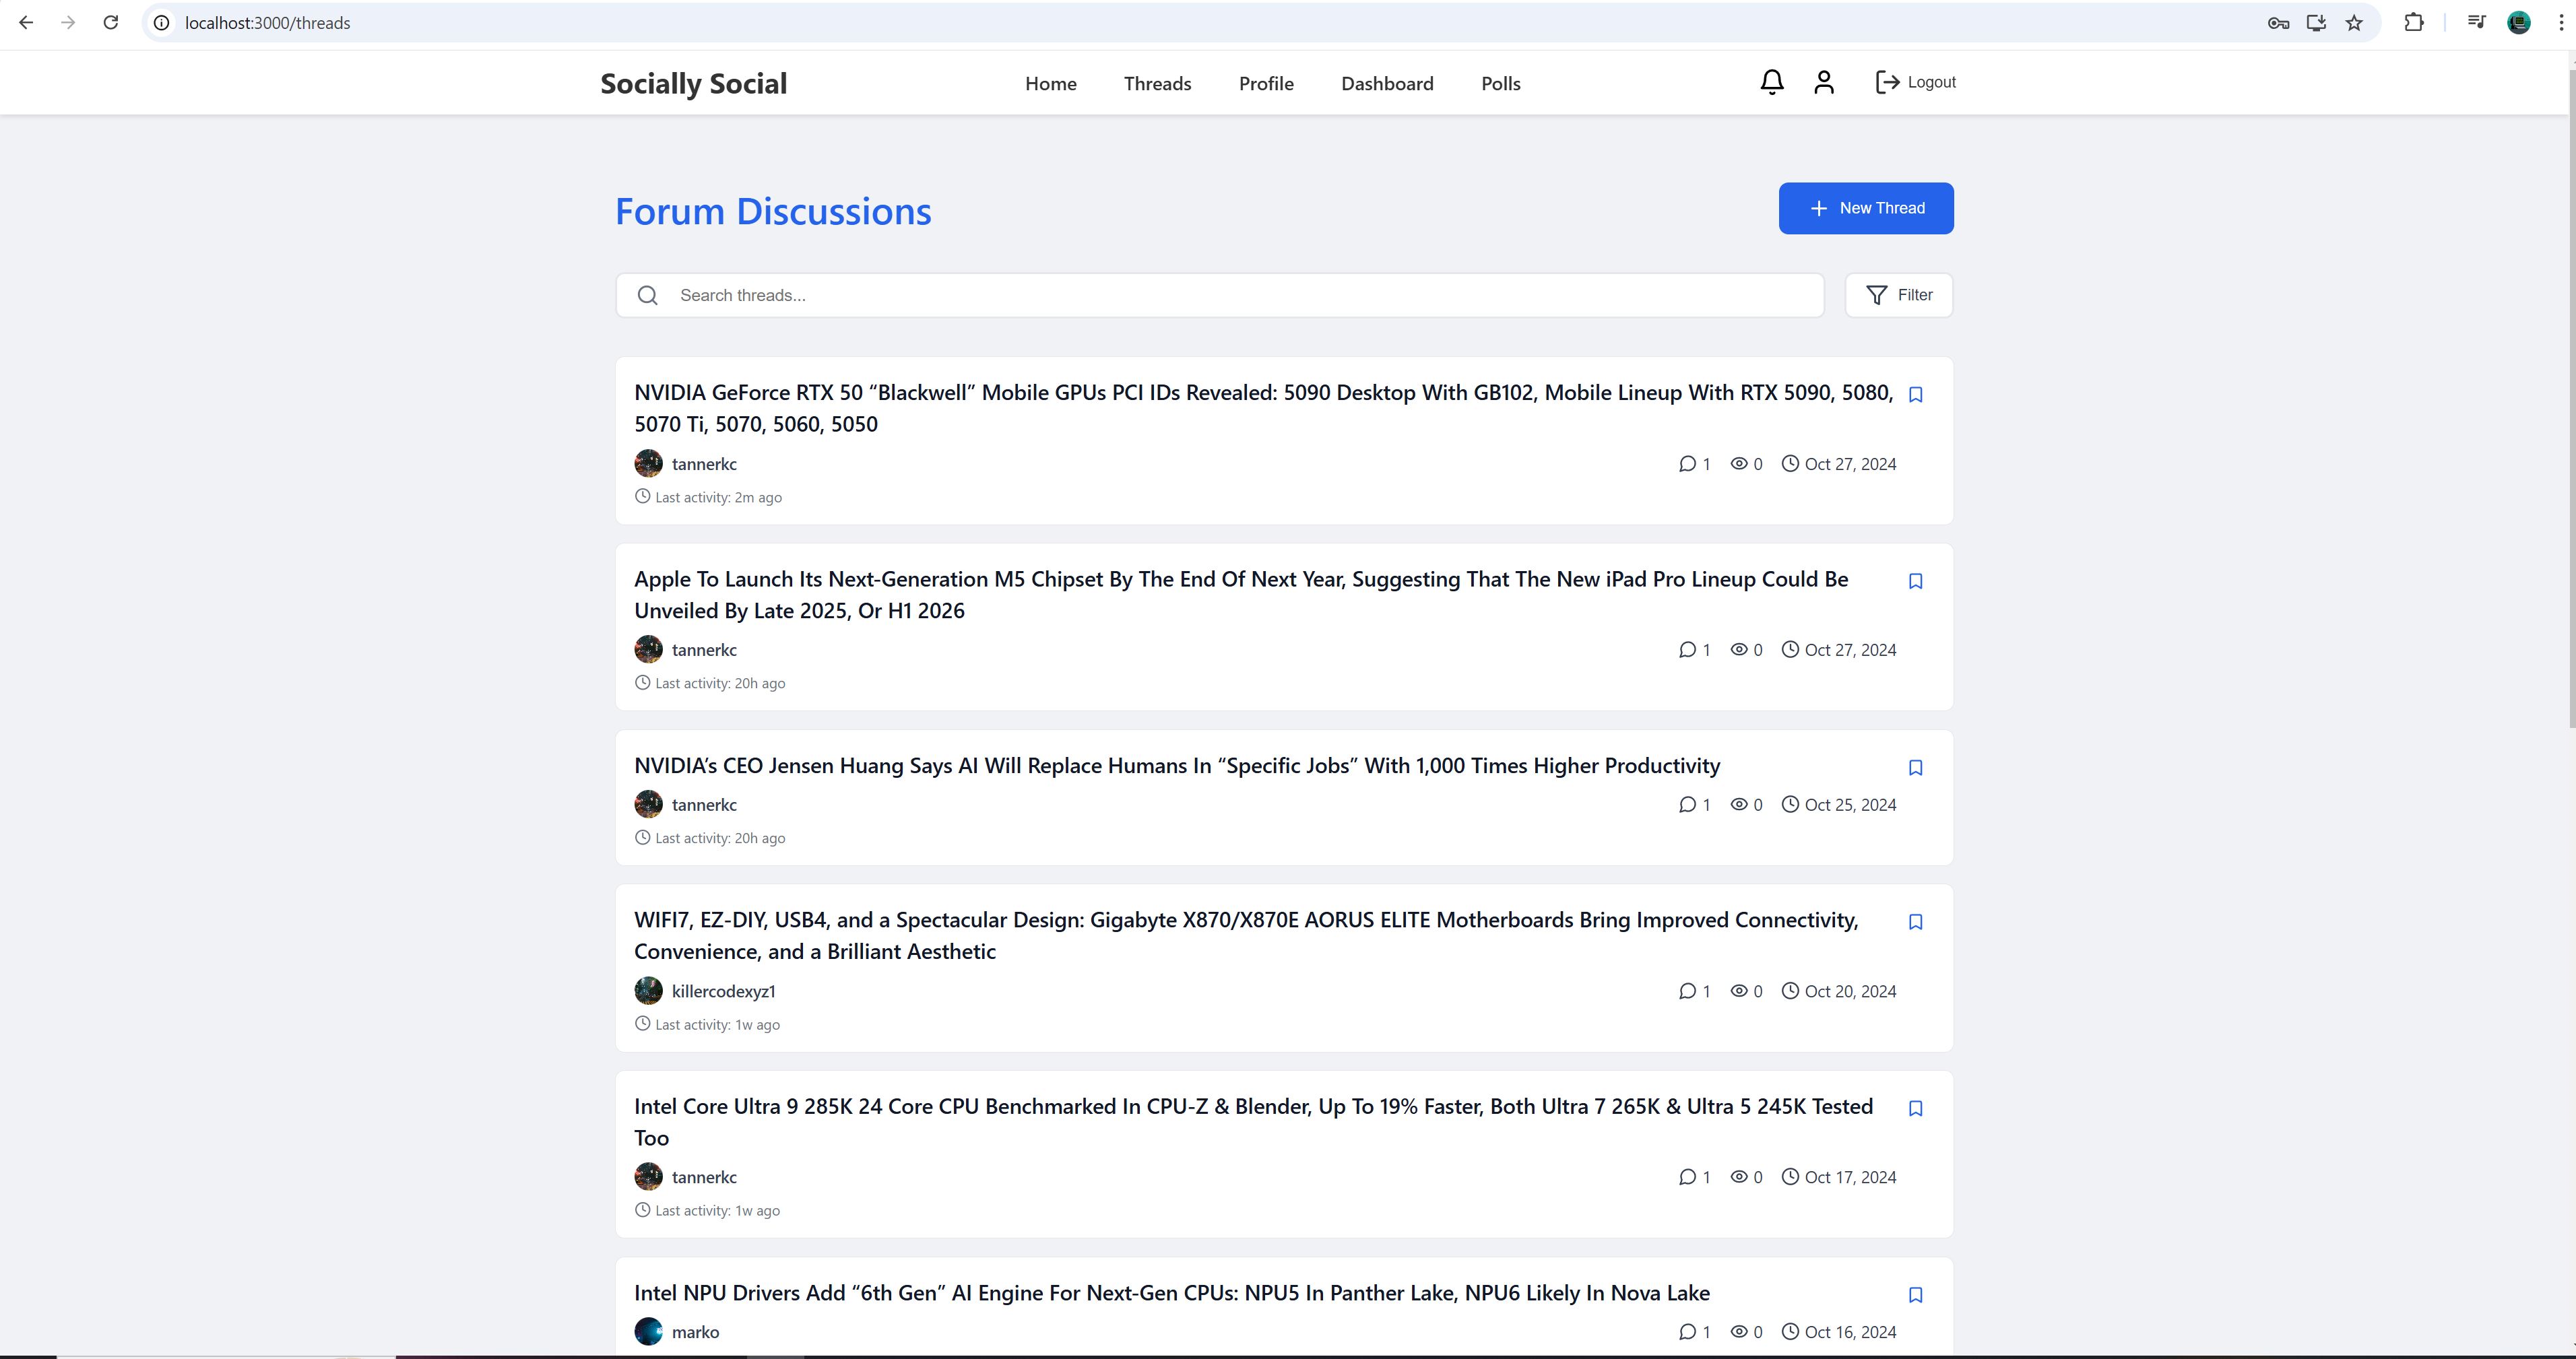 localhost:3000/threads
Socially Social Home Threads Profile Dashboard Polls Logout
Forum Discussions New Thread
Search threads... Filter
NVIDIA GeForce RTX 50 “Blackwell” Mobile GPUs PCI IDs Revealed: 5090 Desktop With GB102, Mobile Lineup With RTX 5090, 5080,
5070 Ti, 5070, 5060, 5050
tannerkc 1 0 Oct 27, 2024
Last activity: 2m ago
Apple To Launch Its Next-Generation M5 Chipset By The End Of Next Year, Suggesting That The New iPad Pro Lineup Could Be
Unveiled By Late 2025, Or H1 2026
tannerkc 1 0 Oct 27, 2024
Last activity: 20h ago
NVIDIA’s CEO Jensen Huang Says AI Will Replace Humans In “Specific Jobs” With 1,000 Times Higher Productivity
tannerkc 1 0 Oct 25, 2024
Last activity: 20h ago
WIFI7, EZ-DIY, USB4, and a Spectacular Design: Gigabyte X870/X870E AORUS ELITE Motherboards Bring Improved Connectivity,
Convenience, and a Brilliant Aesthetic
killercodexyz1 1 0 Oct 20, 2024
Last activity: 1w ago
Intel Core Ultra 9 285K 24 Core CPU Benchmarked In CPU-Z & Blender, Up To 19% Faster, Both Ultra 7 265K & Ultra 5 245K Tested
Too
tannerkc 1 0 Oct 17, 2024
Last activity: 1w ago
Intel NPU Drivers Add “6th Gen” AI Engine For Next-Gen CPUs: NPU5 In Panther Lake, NPU6 Likely In Nova Lake
marko 1 0 Oct 16, 2024